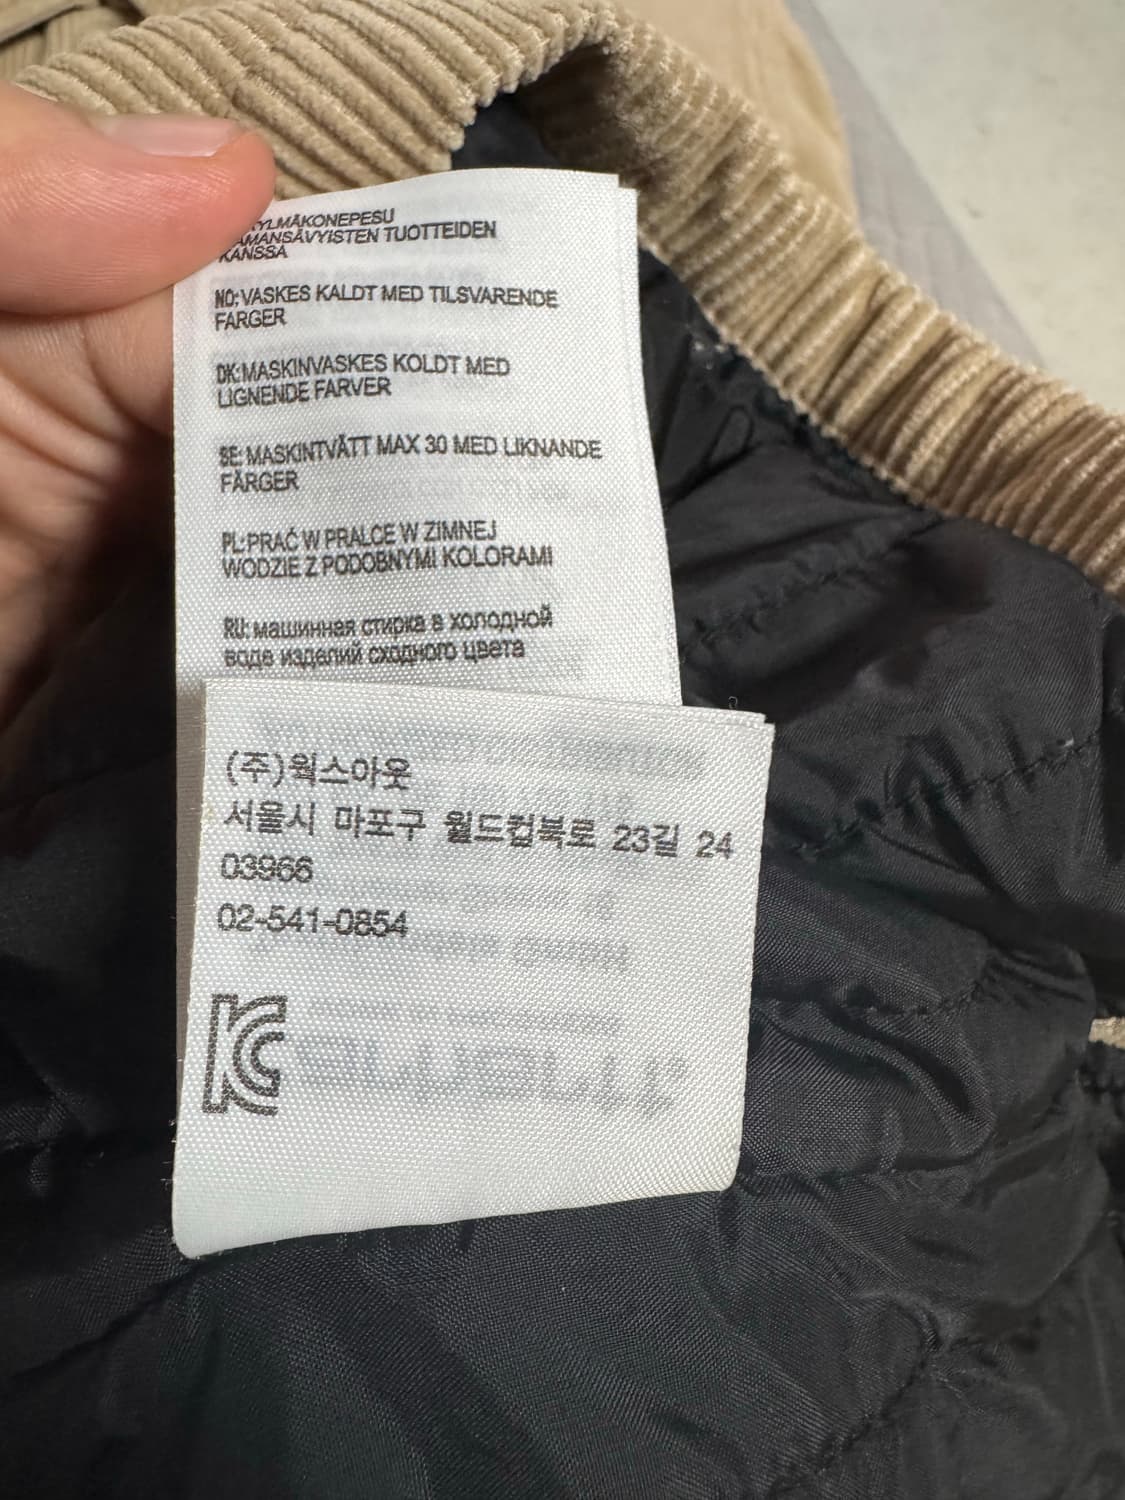 KYLMÄKONEPESU
SAMANSÄVYISTEN TUOTTEIDEN
KANSSA
NO: VASKES KALDT MED TILSVARENDE
FARGER
DK: MASKINVASKES KOLDT MED
LIGNENDE FARVER
SE: MASKINTVÄTT MAX 30 MED LIKNANDE
FÄRGER
PL: PRAĆ W PRALCE W ZIMNEJ
WODZIE Z PODOBNYMI KOLORAMI
RU: машинная стирка в холодной
воде изделий сходного цвета
(주)웍스아웃
서울시 마포구 월드컵북로 23길 24
03966
02-541-0854
KC